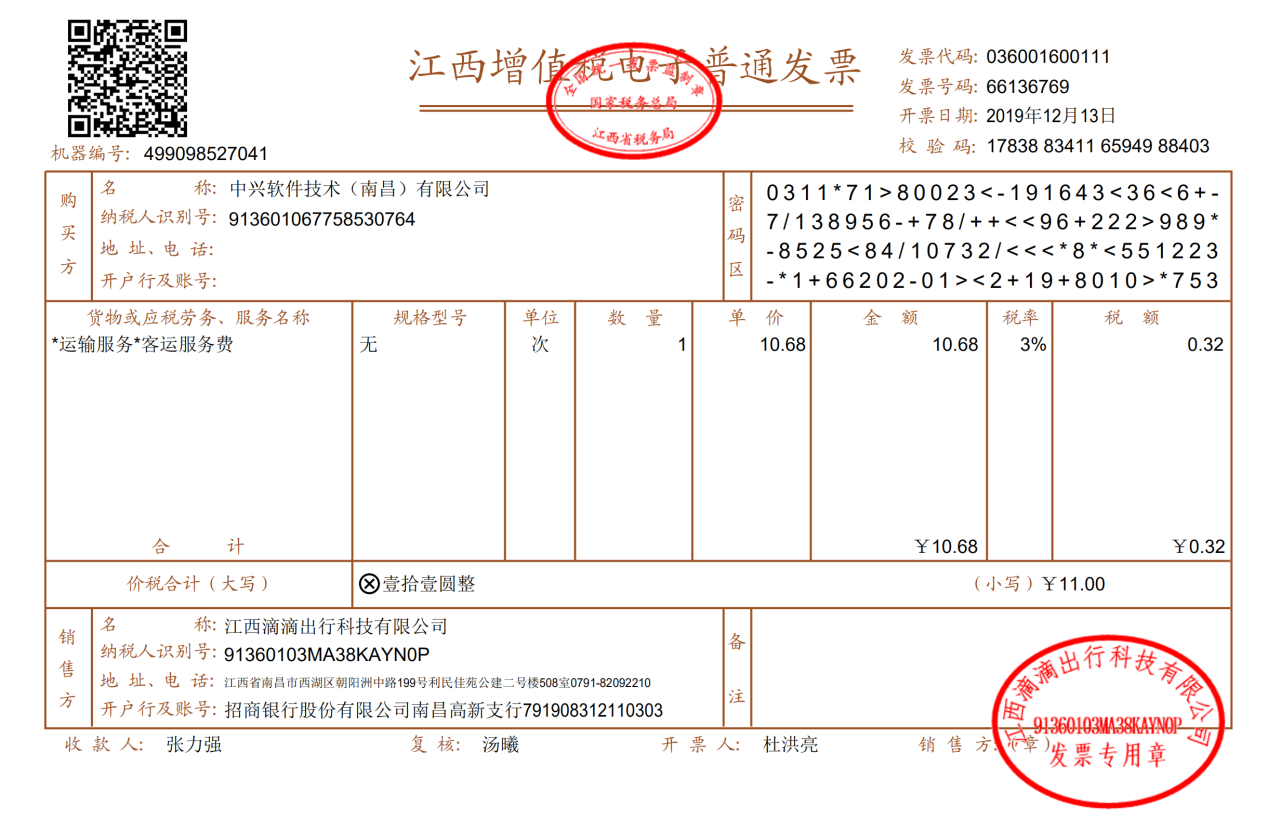 江西增值税电子普通发票
全国统一发票监制章
国家税务总局
江西省税务局
发票代码: 036001600111
发票号码: 66136769
开票日期: 2019年12月13日
校 验 码: 17838 83411 65949 88403
机器编号: 499098527041
购买方
名 称: 中兴软件技术（南昌）有限公司
纳税人识别号: 913601067758530764
地 址、电 话:
开户行及账号:
密码区
0311*71>80023<-191643<36<6+-
7/138956-+78/++<<96+222>989*
-8525<84/10732/<<<*8*<551223
-*1+66202-01><2+19+8010>*753
货物或应税劳务、服务名称 规格型号 单位 数 量 单 价 金 额 税率 税 额
*运输服务*客运服务费 无 次 1 10.68 10.68 3% 0.32
合 计 ￥10.68 ￥0.32
价税合计（大写） ⊗壹拾壹圆整 （小写）￥11.00
销售方
名 称: 江西滴滴出行科技有限公司
纳税人识别号: 91360103MA38KAYN0P
地 址、电 话: 江西省南昌市西湖区朝阳洲中路199号利民佳苑公建二号楼508室0791-82092210
开户行及账号: 招商银行股份有限公司南昌高新支行791908312110303
备注
收 款 人: 张力强 复 核: 汤曦 开 票 人: 杜洪亮 销 售 方:（章）
江西滴滴出行科技有限公司
91360103MA38KAYN0P
发票专用章